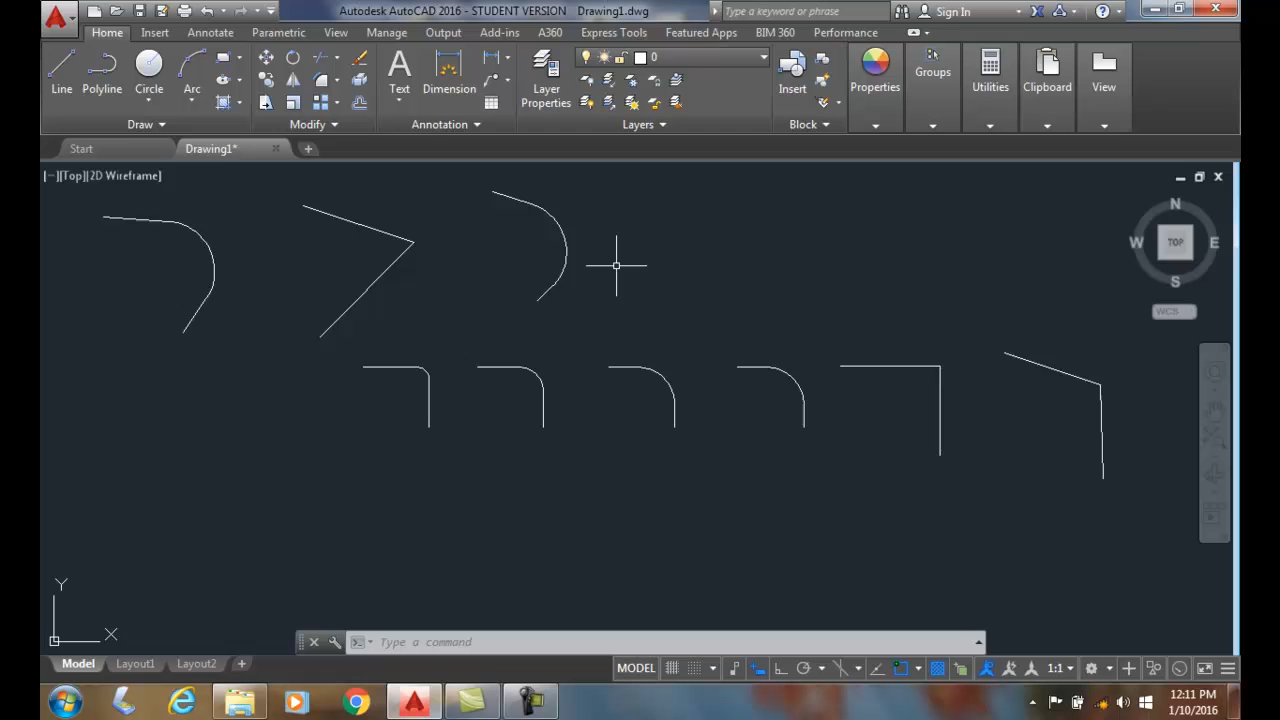 Autodesk AutoCAD 2016 - STUDENT VERSION Drawing1.dwg
Type a keyword or phrase
Sign In
Home Insert Annotate Parametric View Manage Output Add-ins A360 Express Tools Featured Apps BIM 360 Performance
0
Line Polyline Circle Arc Text Dimension Layer Properties Insert Properties Groups Utilities Clipboard View
Draw Modify Annotation Layers Block
Start Drawing1*
[−][Top][2D Wireframe]
N
W TOP E
S
WCS
Y
X
Type a command
Model Layout1 Layout2 MODEL 1:1
12:11 PM
1/10/2016